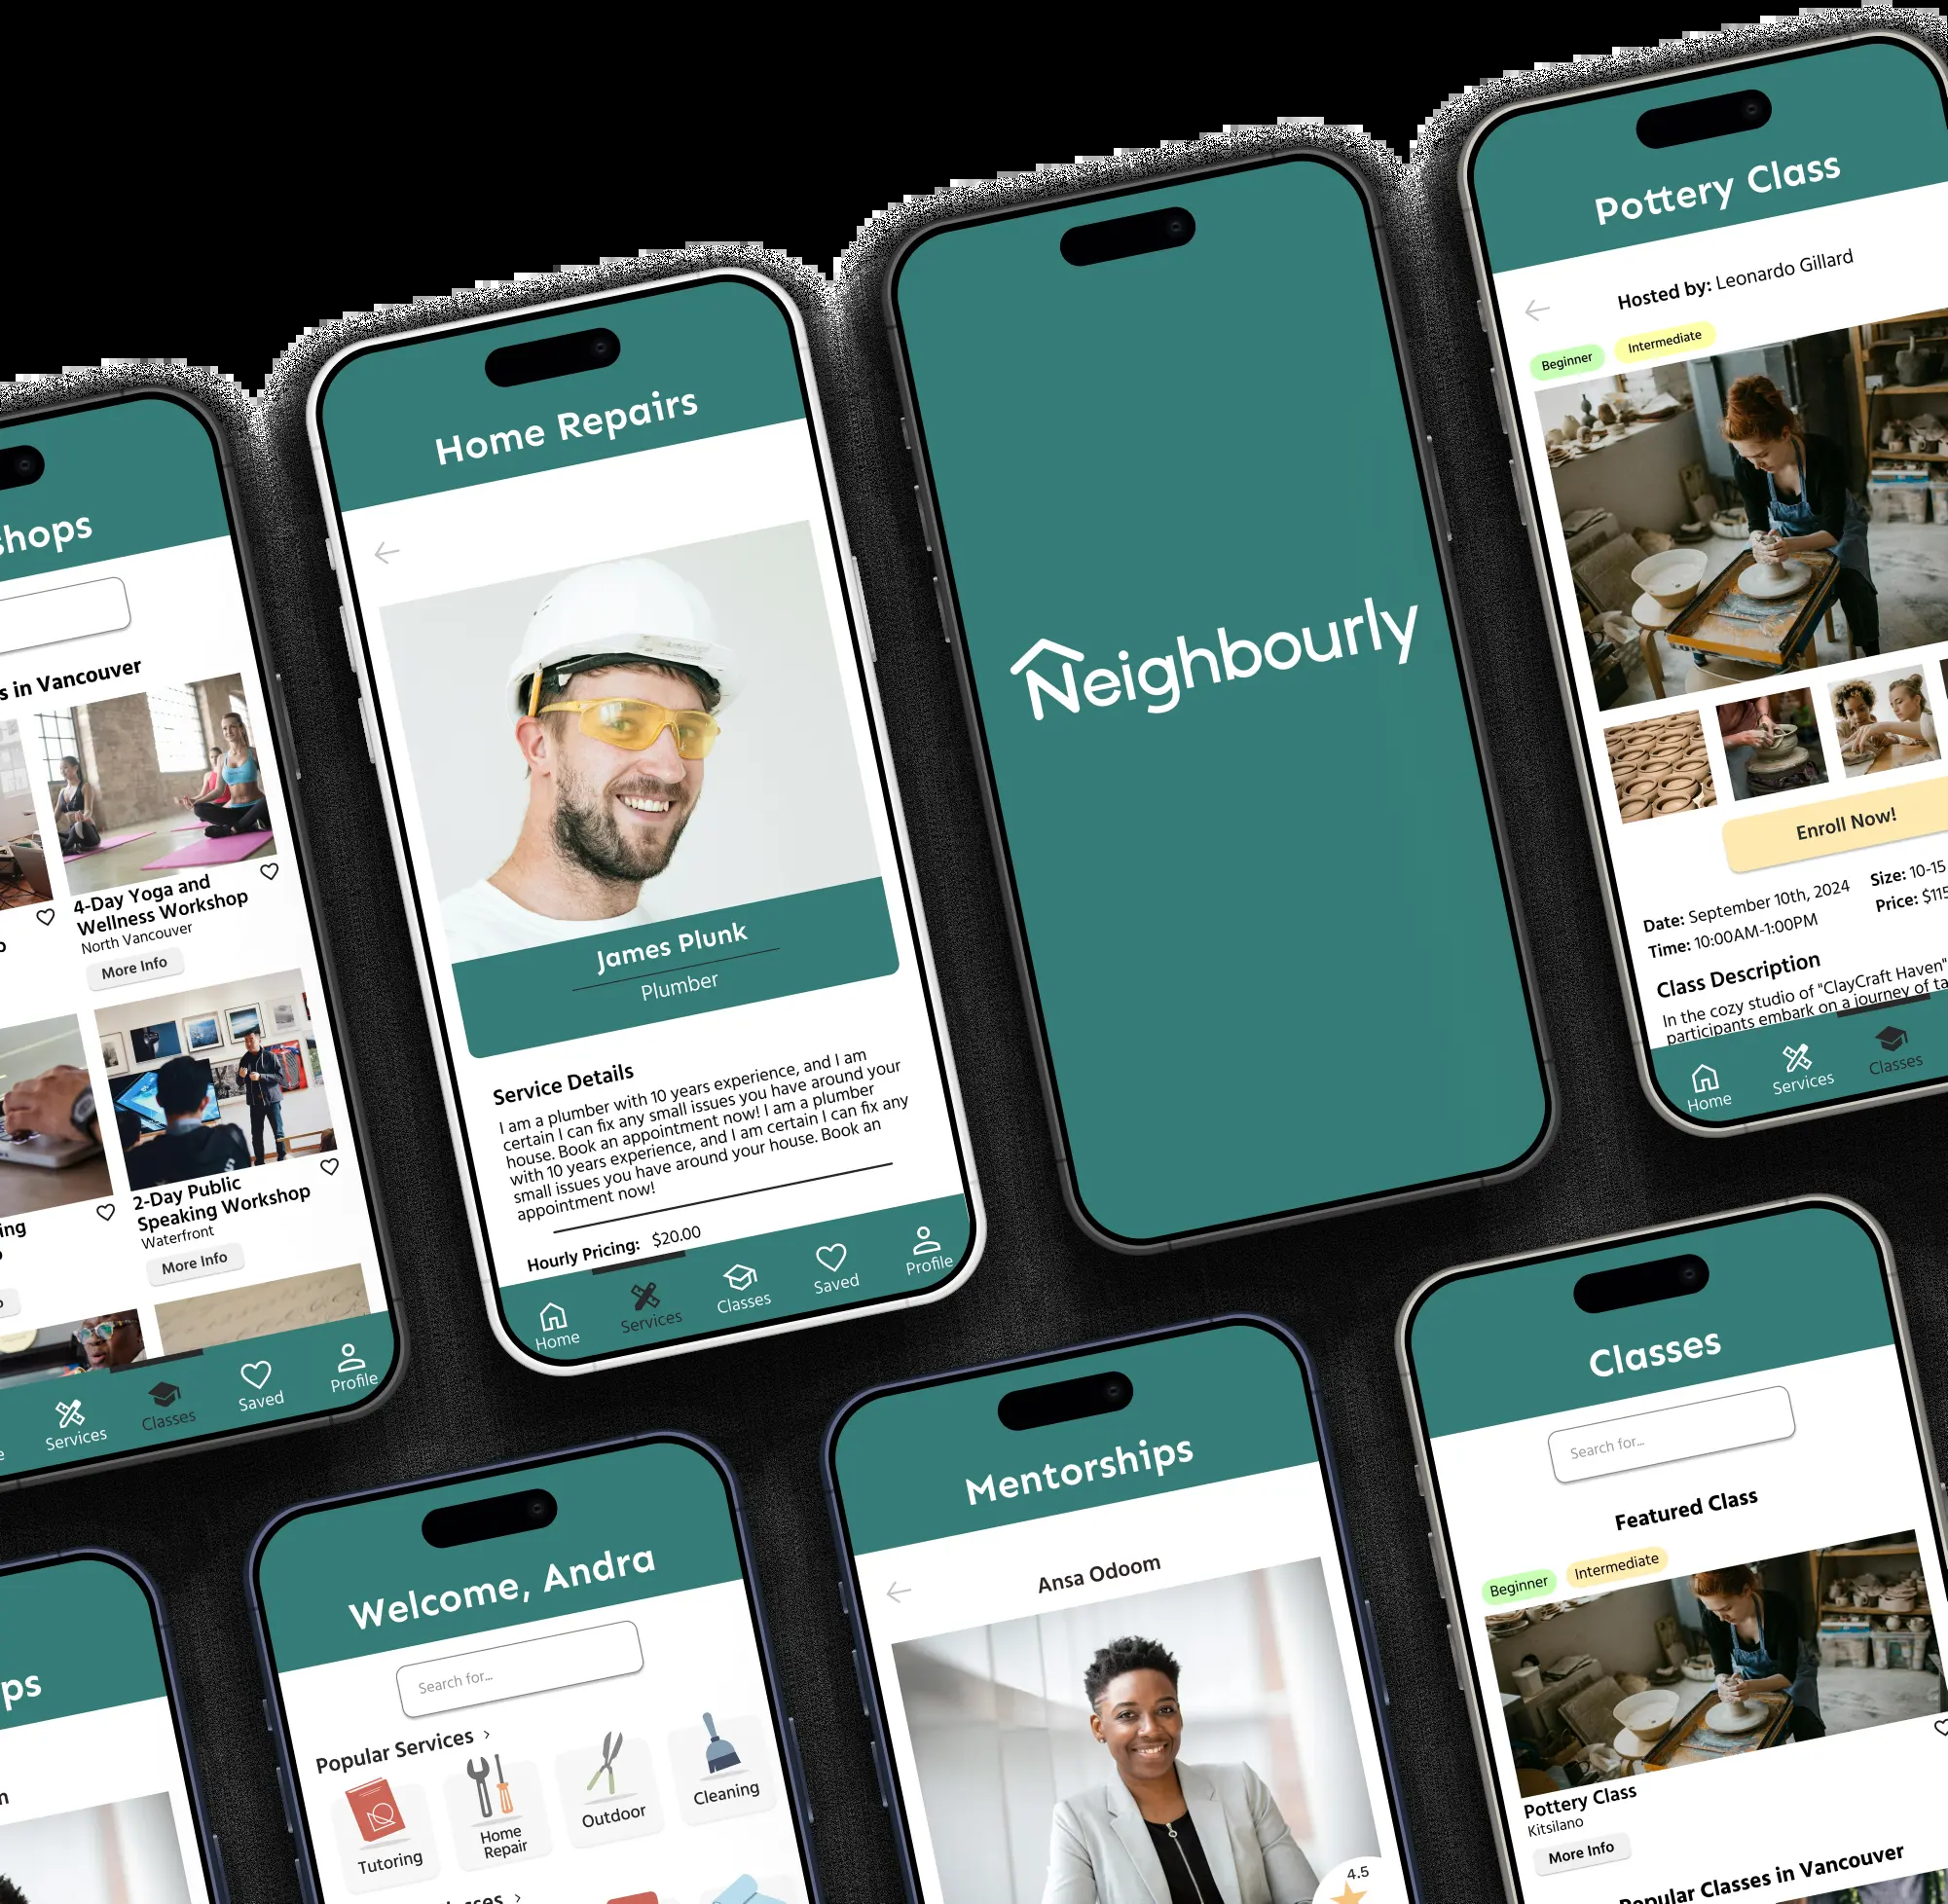 Pottery Class
Hosted by: Leonardo Gillard
Beginner
Intermediate
Enroll Now!
Date: September 10th, 2024
Size: 10-15
Time: 10:00AM-1:00PM
Price: $115
Class Description
In the cozy studio of "ClayCraft Haven"
participants embark on a journey of ta
Home
Services
Classes
Neighbourly
Home Repairs
James Plunk
Plumber
Service Details
I am a plumber with 10 years experience, and I am
certain I can fix any small issues you have around your
house. Book an appointment now! I am a plumber
with 10 years experience, and I am certain I can fix any
small issues you have around your house. Book an
appointment now!
Hourly Pricing: $20.00
Home
Services
Classes
Saved
Profile
shops
s in Vancouver
4-Day Yoga and
Wellness Workshop
North Vancouver
More Info
2-Day Public
Speaking Workshop
Waterfront
More Info
ing
Services
Classes
Saved
Profile
Classes
Search for...
Featured Class
Beginner
Intermediate
Pottery Class
Kitsilano
More Info
Popular Classes in Vancouver
Mentorships
Ansa Odoom
4.5
Welcome, Andra
Search for...
Popular Services >
Tutoring
Home
Repair
Outdoor
Cleaning
ps